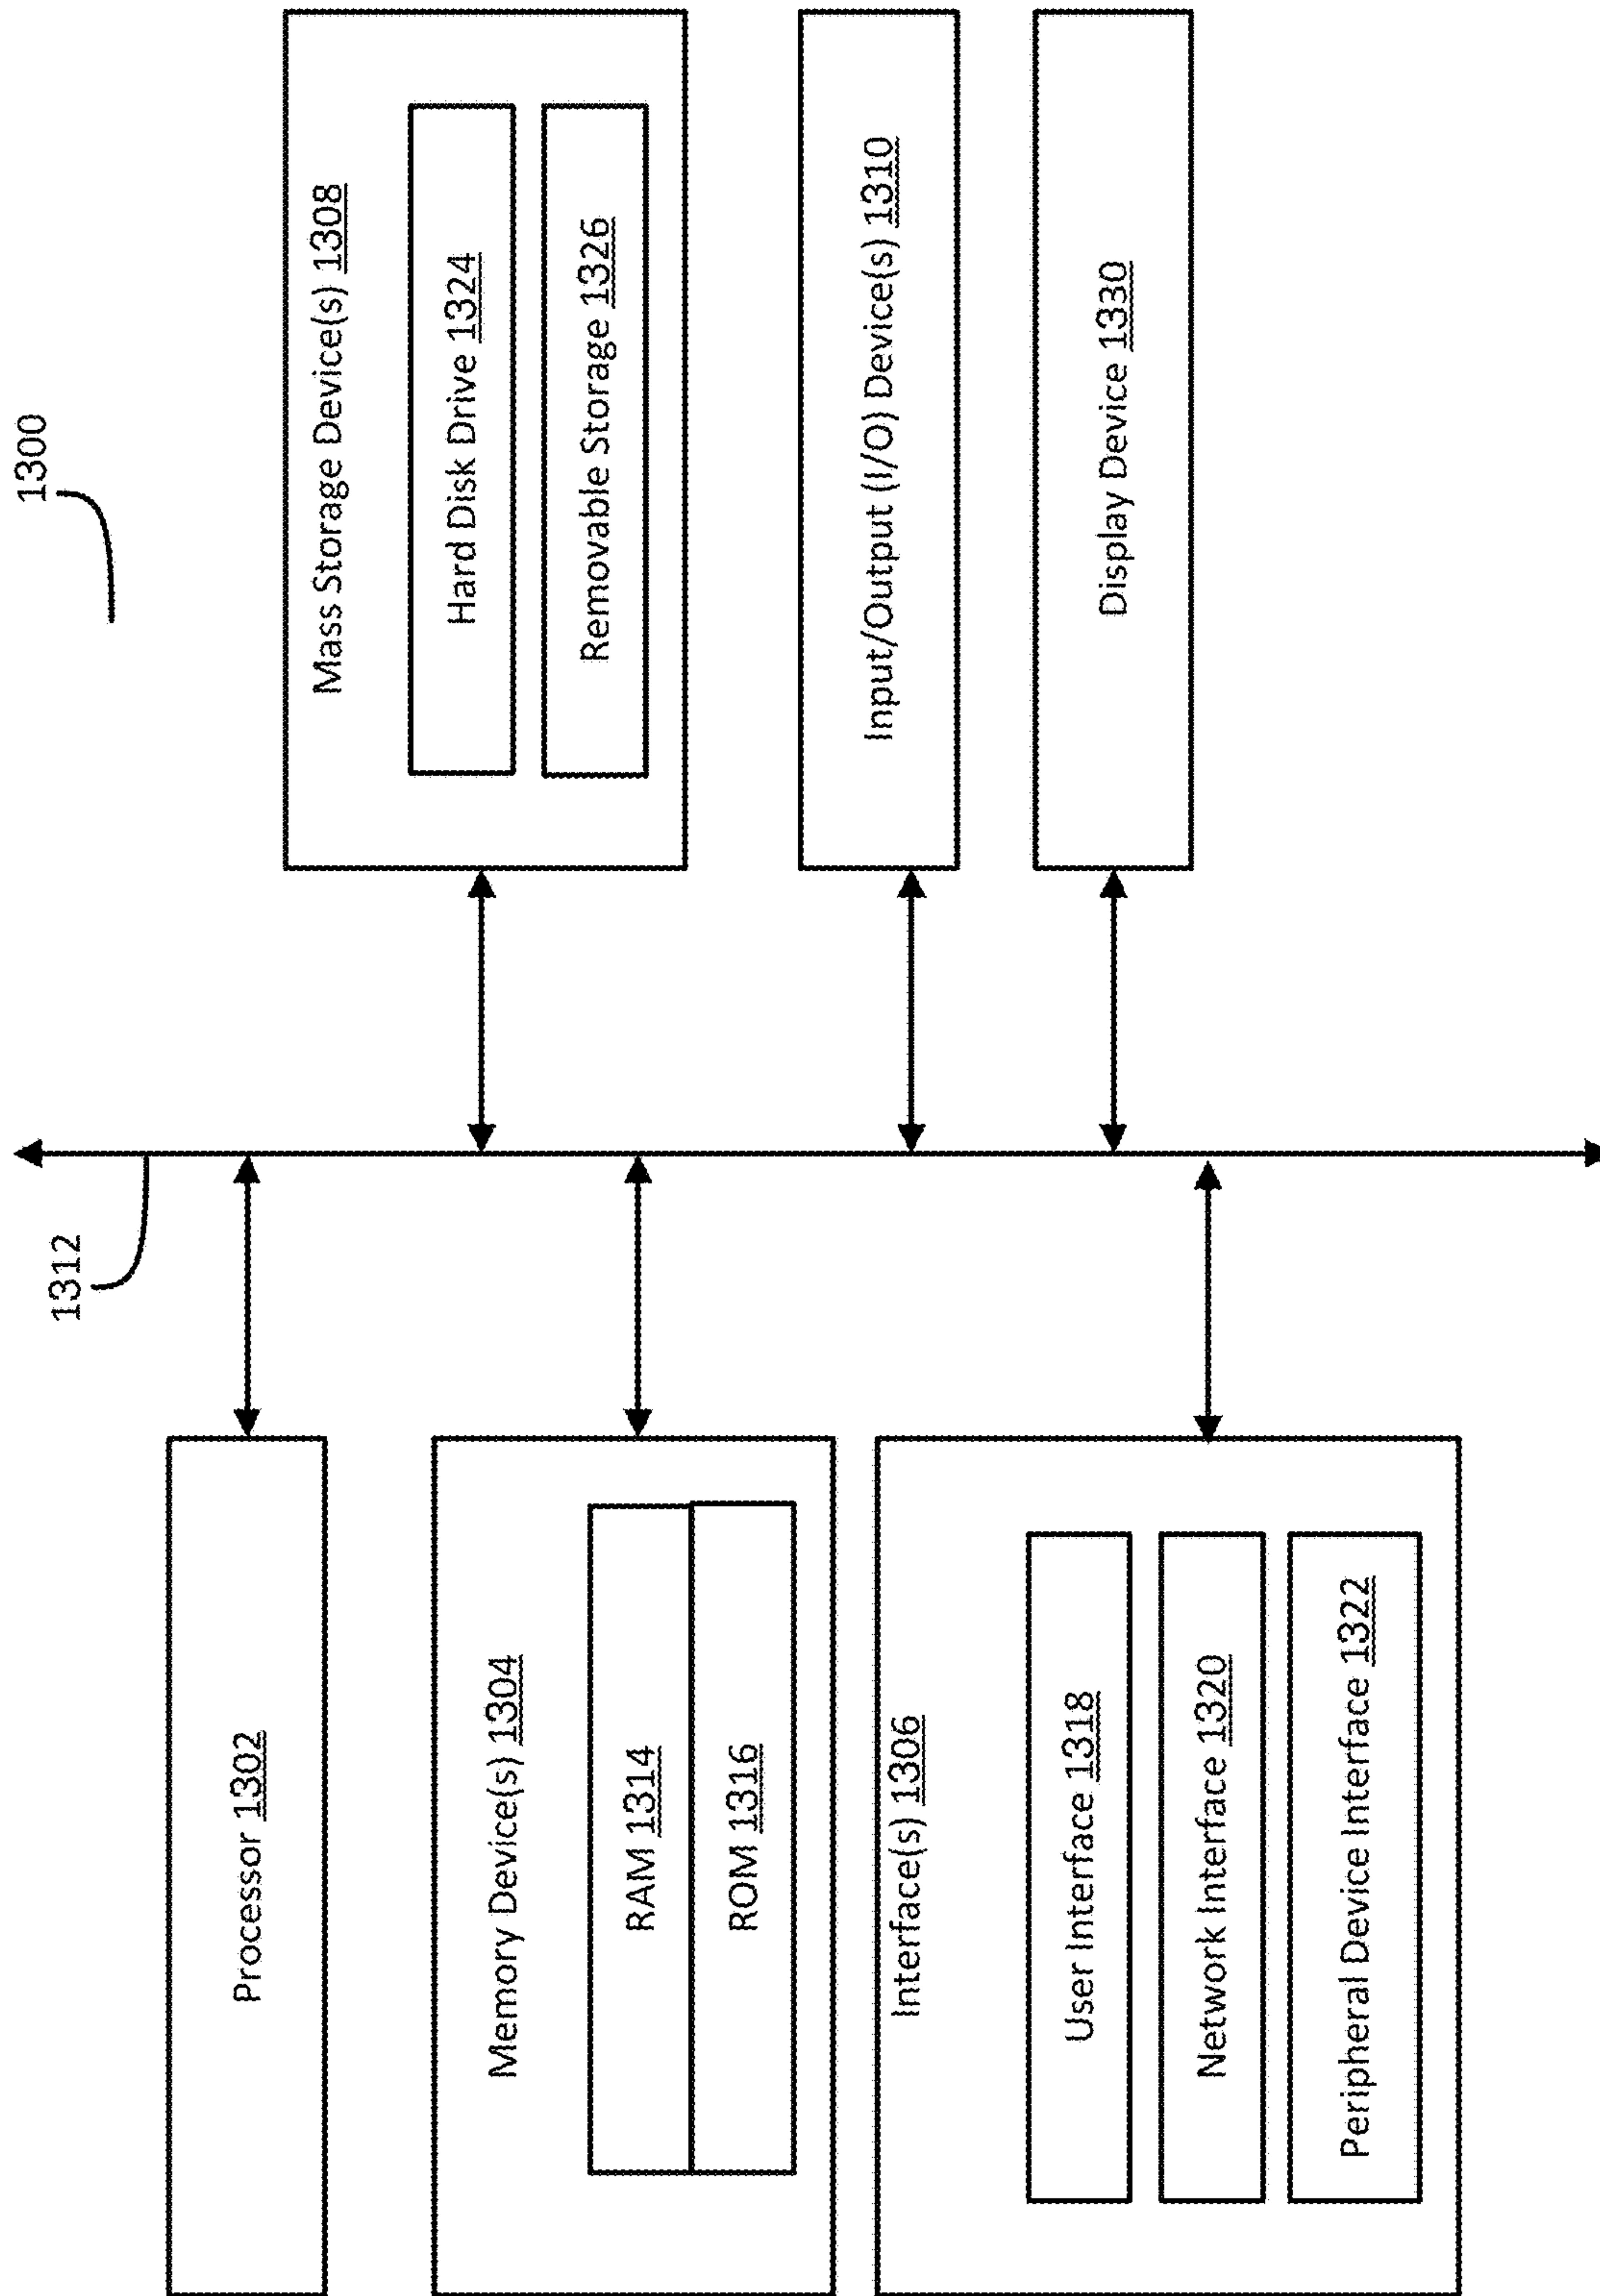 1300
1312
Processor 1302
Memory Device(s) 1304
RAM 1314
ROM 1316
Interface(s) 1306
User Interface 1318
Network Interface 1320
Peripheral Device Interface 1322
Mass Storage Device(s) 1308
Hard Disk Drive 1324
Removable Storage 1326
Input/Output (I/O) Device(s) 1310
Display Device 1330